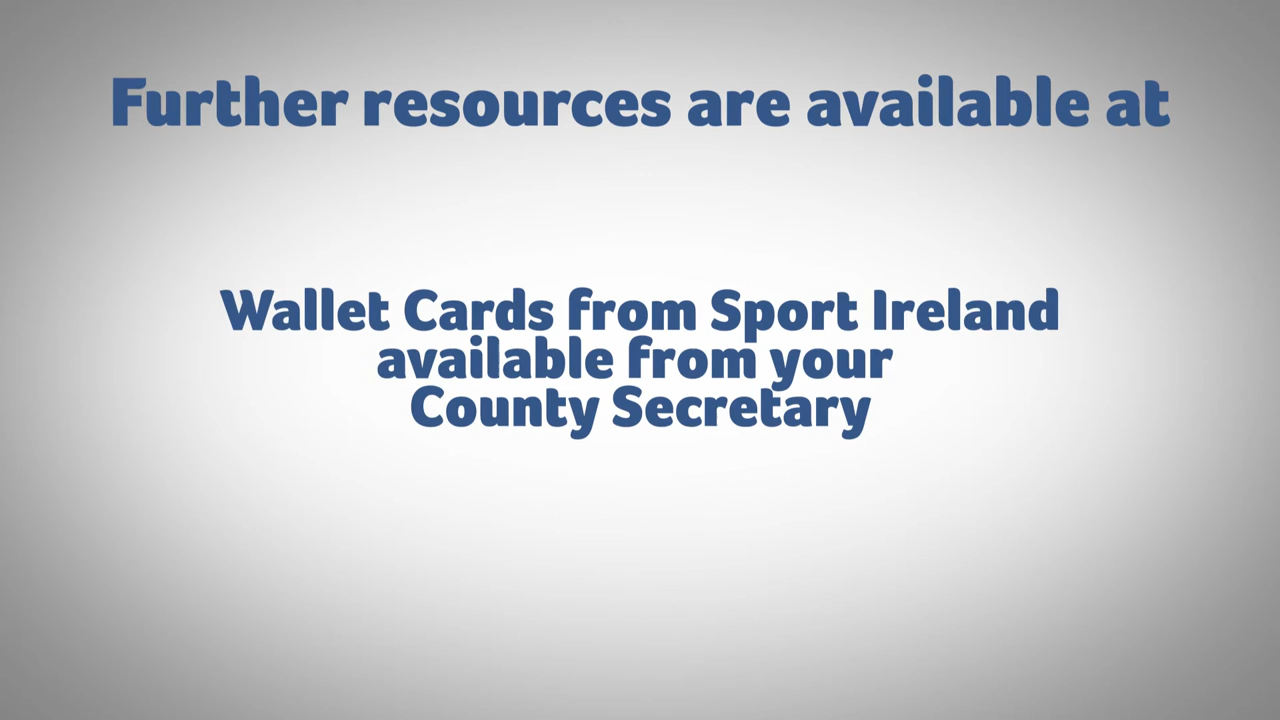 Further resources are available at
Wallet Cards from Sport Ireland
available from your
County Secretary